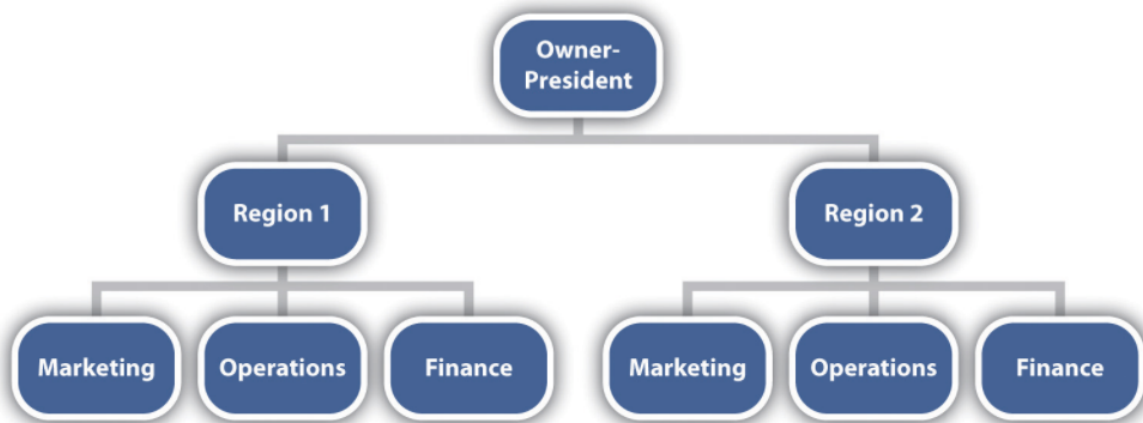 Owner-
President
Region 1
Region 2
Marketing
Operations
Finance
Marketing
Operations
Finance